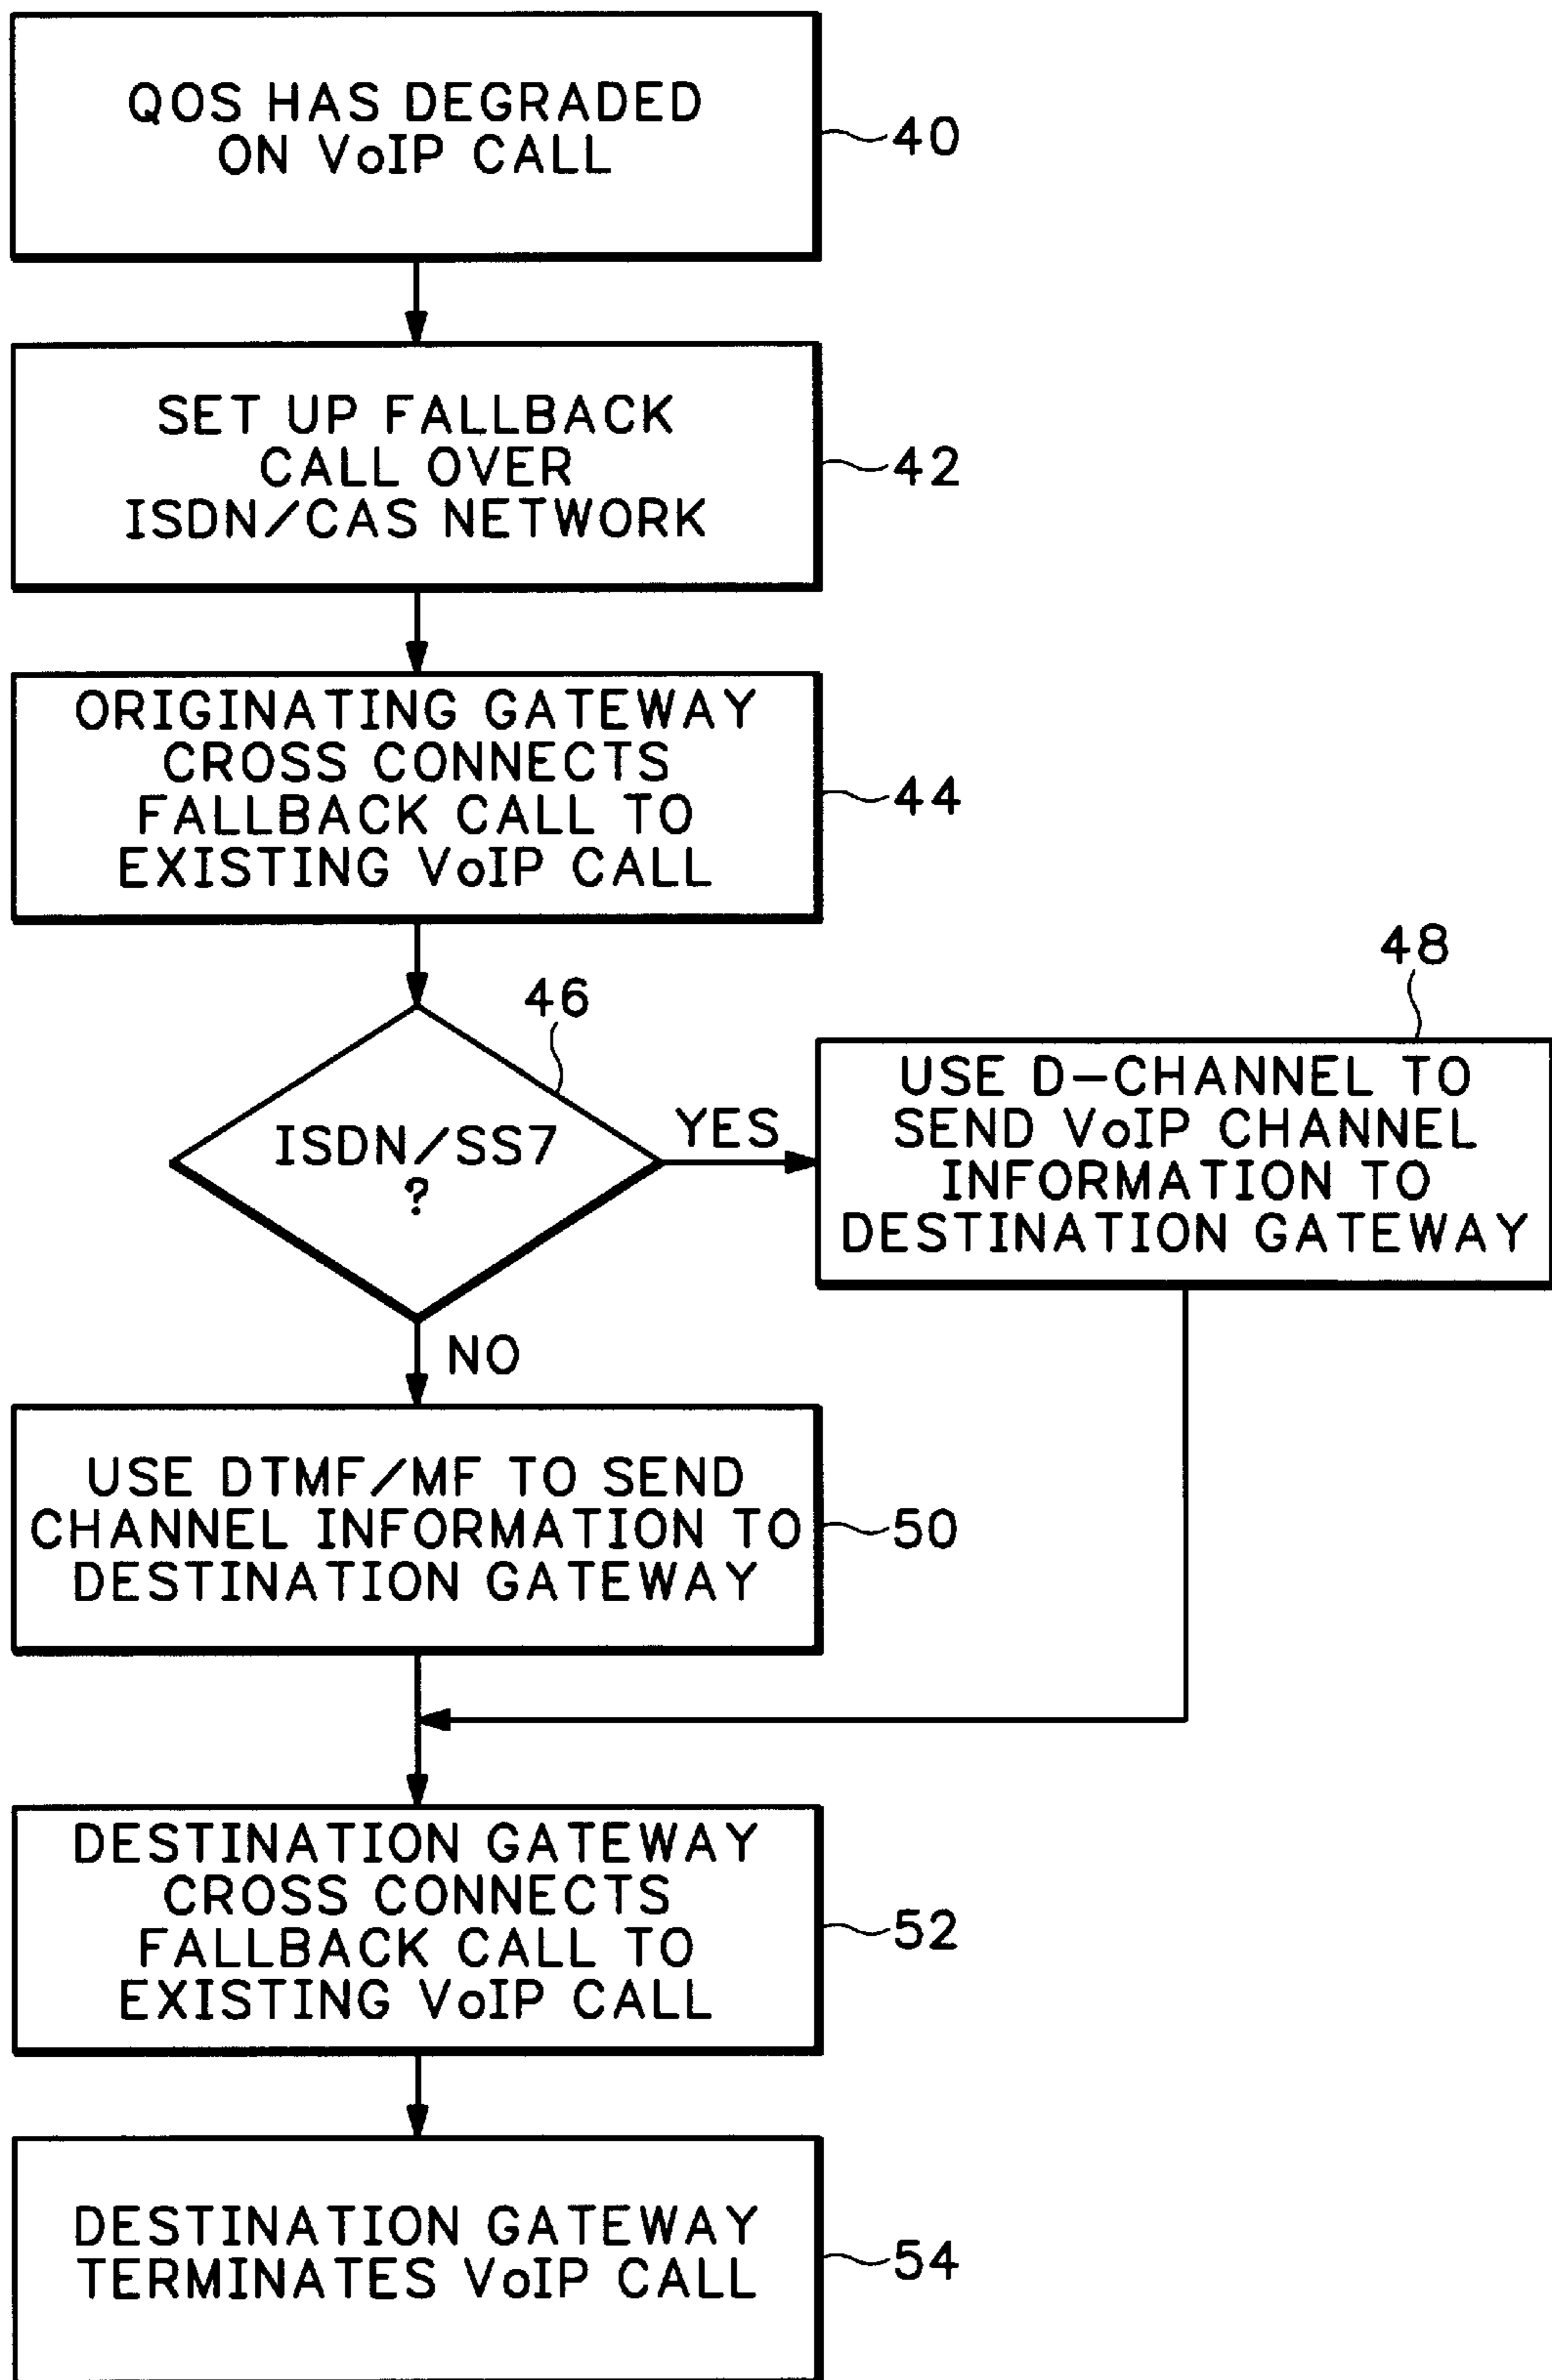 QOS HAS DEGRADED
ON VoIP CALL
40
SET UP FALLBACK
CALL OVER
ISDN/CAS NETWORK
42
ORIGINATING GATEWAY
CROSS CONNECTS
FALLBACK CALL TO
EXISTING VoIP CALL
44
46
ISDN/SS7
?
YES
48
USE D-CHANNEL TO
SEND VoIP CHANNEL
INFORMATION TO
DESTINATION GATEWAY
NO
USE DTMF/MF TO SEND
CHANNEL INFORMATION TO
DESTINATION GATEWAY
50
DESTINATION GATEWAY
CROSS CONNECTS
FALLBACK CALL TO
EXISTING VoIP CALL
52
DESTINATION GATEWAY
TERMINATES VoIP CALL
54